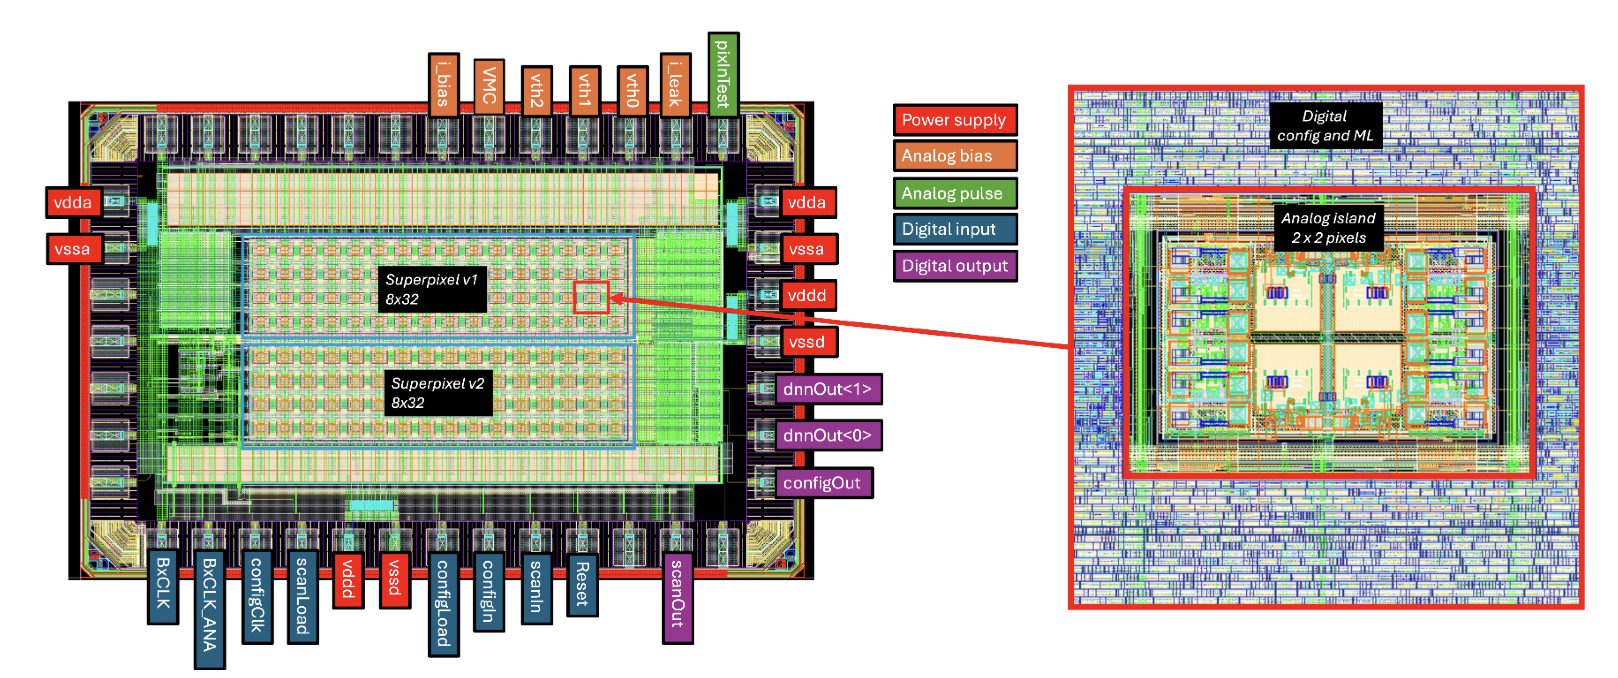 i_bias
VMC
vth2
vth1
vth0
i_leak
pixInTest
vdda
vssa
vdda
vssa
vddd
vssd
dnnOut<1>
dnnOut<0>
configOut
Superpixel v1
8x32
Superpixel v2
8x32
BxCLK
BxCLK_ANA
configClk
scanLoad
vddd
vssd
configLoad
configIn
scanIn
Reset
scanOut
Power supply
Analog bias
Analog pulse
Digital input
Digital output
Digital
config and ML
Analog island
2 x 2 pixels